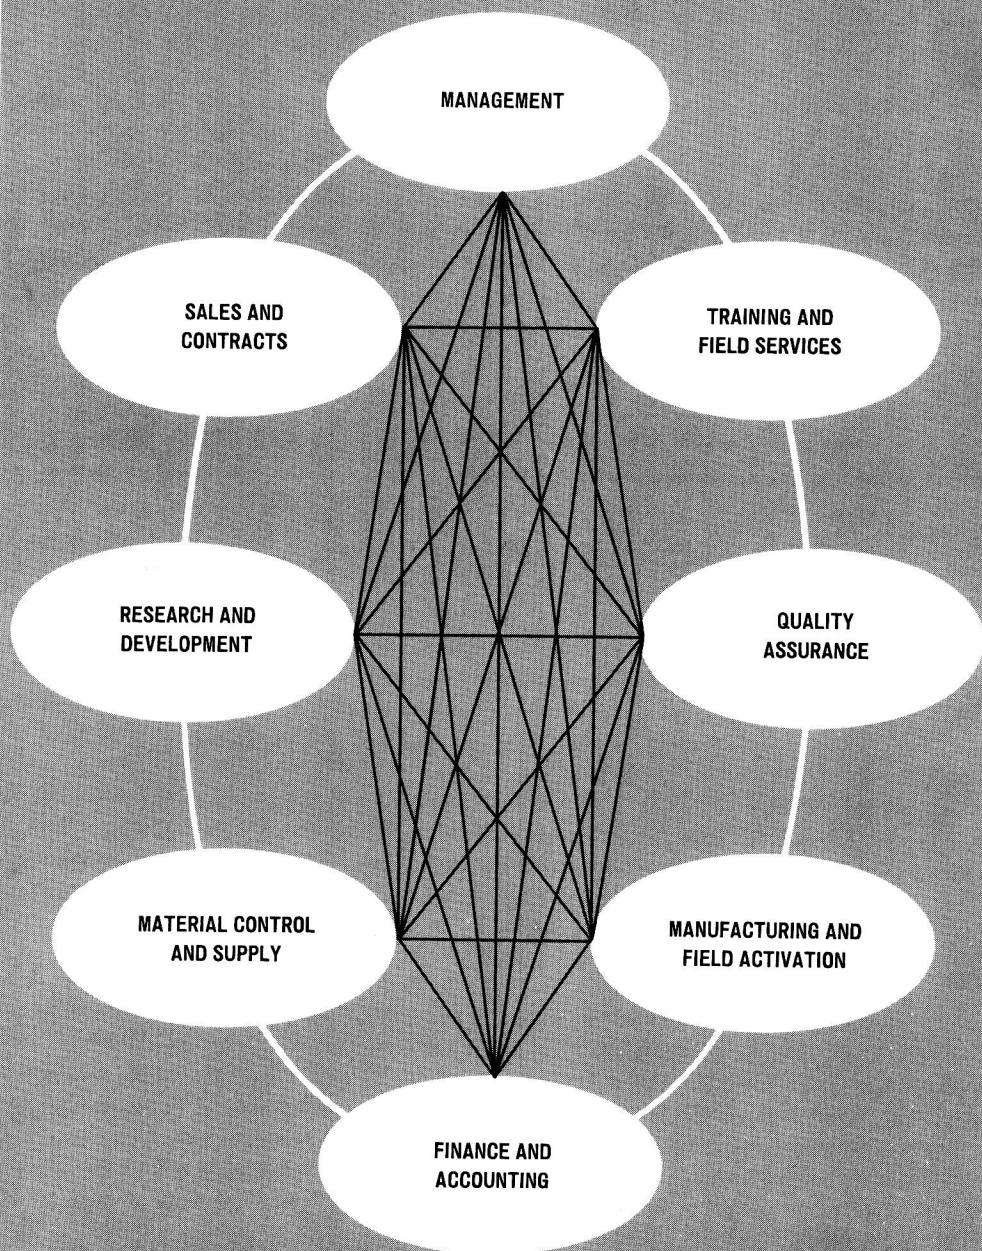 MANAGEMENT
SALES AND
CONTRACTS
TRAINING AND
FIELD SERVICES
RESEARCH AND
DEVELOPMENT
QUALITY
ASSURANCE
MATERIAL CONTROL
AND SUPPLY
MANUFACTURING AND
FIELD ACTIVATION
FINANCE AND
ACCOUNTING